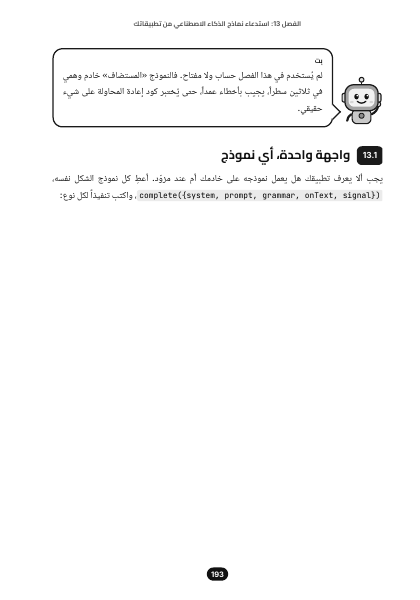 الفصل 13: استدعاء نماذج الذكاء الاصطناعي من تطبيقاتك
بت
لم يُستخدم في هذا الفصل حساب ولا مفتاح. فالنموذج «المستضاف» خادم وهمي
في ثلاثين سطراً، يجيب بأخطاء عمداً، حتى يُختبر كود إعادة المحاولة على شيء
حقيقي.
13.1 واجهة واحدة، أي نموذج
يجب ألا يعرف تطبيقك هل يعمل نموذجه على خادمك أم عند مزوّد. أعطِ كل نموذج الشكل نفسه،
complete({system, prompt, grammar, onText, signal})، واكتب تنفيذاً لكل نوع:
193